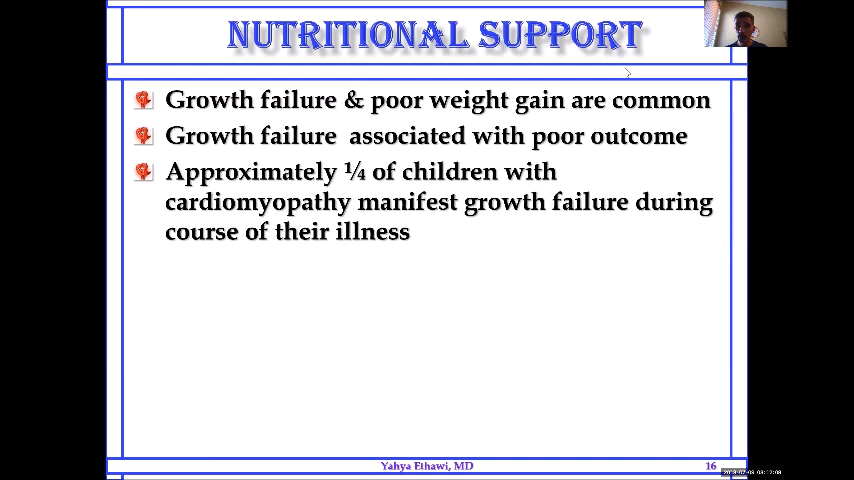 NUTRITIONAL SUPPORT
Growth failure & poor weight gain are common
Growth failure associated with poor outcome
Approximately ¼ of children with
cardiomyopathy manifest growth failure during
course of their illness
Yahya Ethawi, MD
16